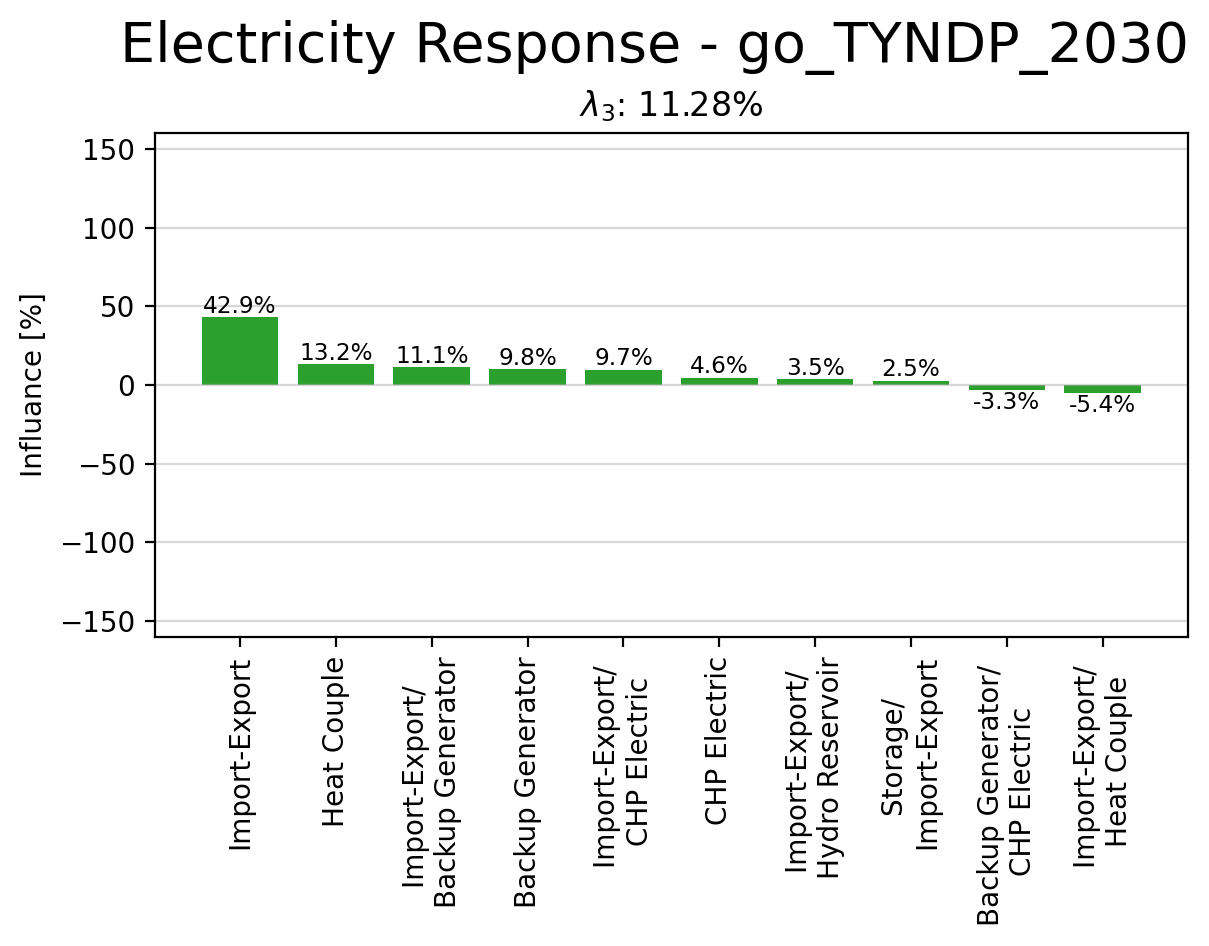 Electricity Response - go_TYNDP_2030
λ₃: 11.28%
Influance [%]
150
100
50
0
−50
−100
−150
42.9%
13.2%
11.1%
9.8%
9.7%
4.6%
3.5%
2.5%
-3.3%
-5.4%
Import-Export
Heat Couple
Import-Export/
Backup Generator
Backup Generator
Import-Export/
CHP Electric
CHP Electric
Import-Export/
Hydro Reservoir
Storage/
Import-Export
Backup Generator/
CHP Electric
Import-Export/
Heat Couple